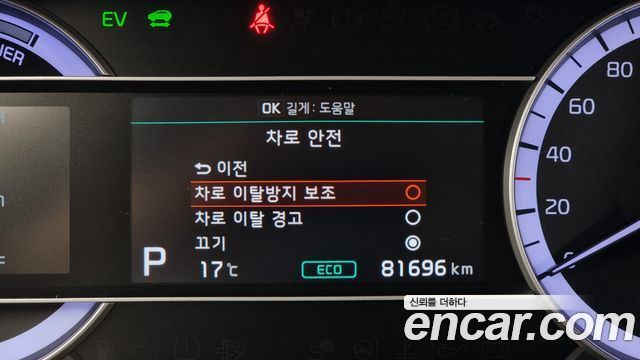 EV
OK 길게 : 도움말
차로 안전
이전
차로 이탈방지 보조
차로 이탈 경고
끄기
P 17℃ ECO 81696 km
80
60
40
20
0
신뢰를 더하다
encar.com